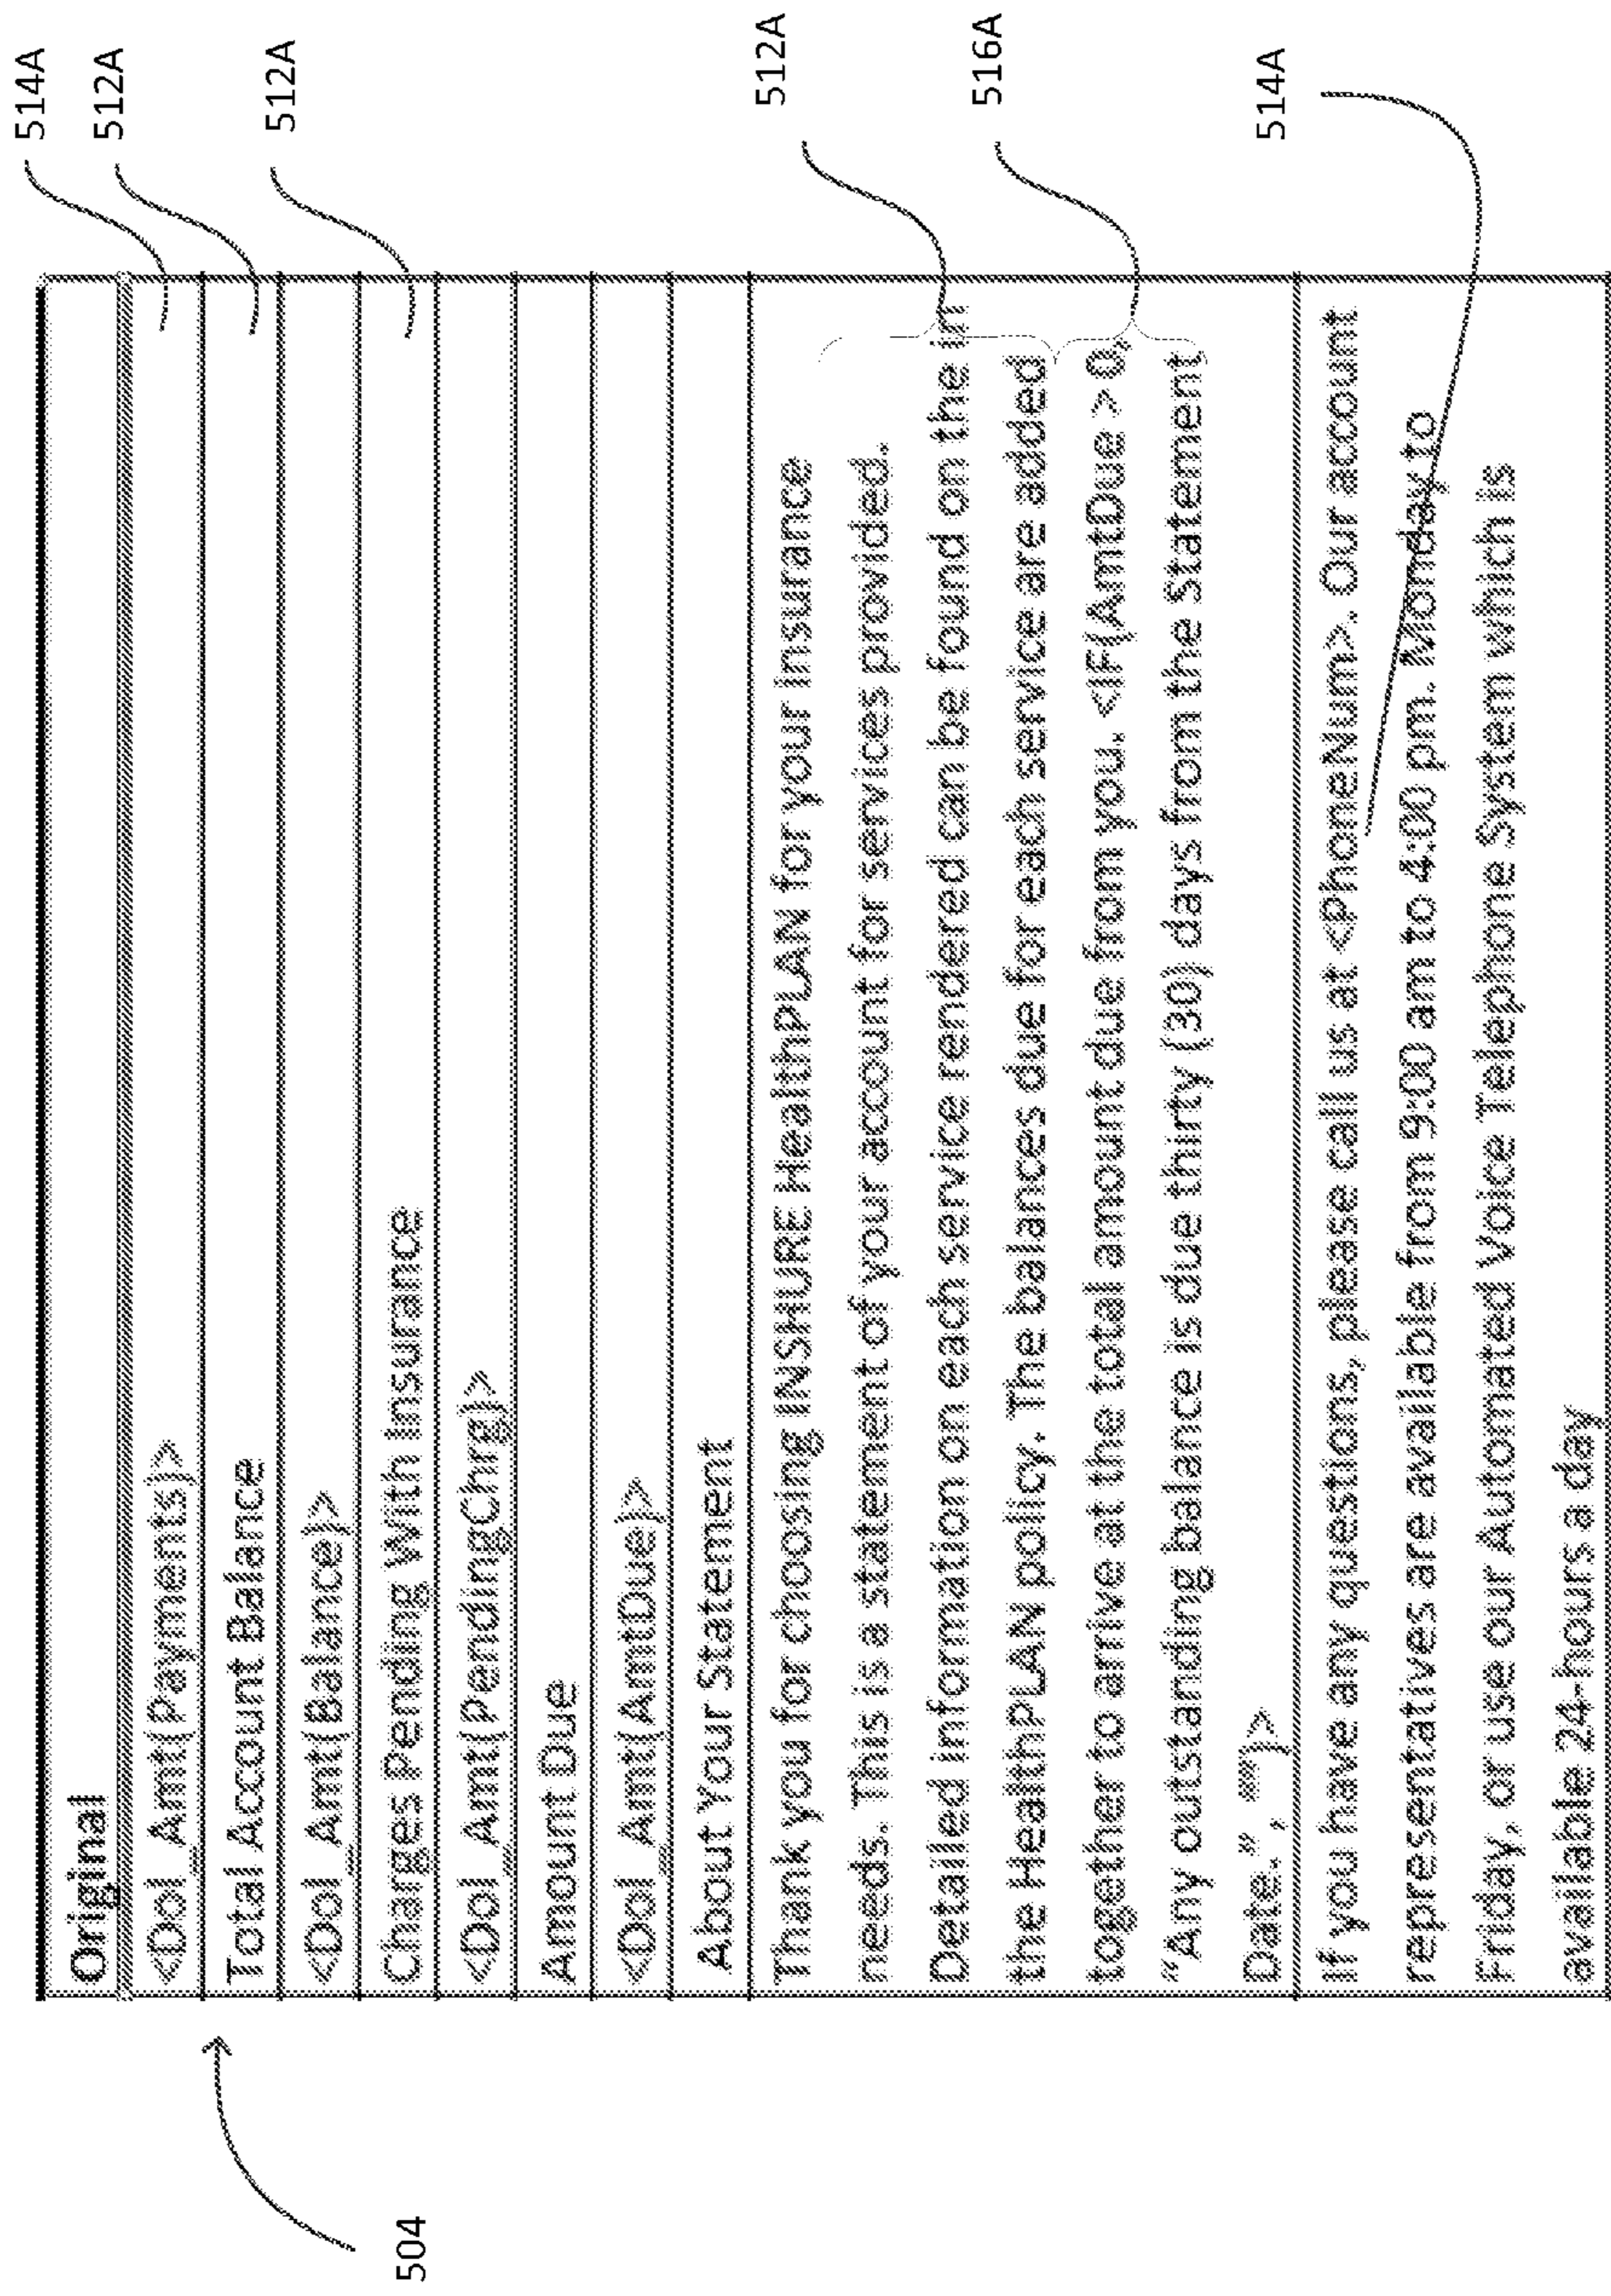 Original
<Dol_Amt(Payments)>
Total Account Balance
<Dol_Amt(Balance)>
Charges Pending With Insurance
<Dol_Amt(PendingChrg)>
Amount Due
<Dol_Amt(AmtDue)>
About Your Statement
Thank you for choosing INSHURE HealthPLAN for your insurance
needs. This is a statement of your account for services provided.
Detailed information on each service rendered can be found on the in
the HealthPLAN policy. The balances due for each service are added
together to arrive at the total amount due from you. <IF(AmtDue > 0,
"Any outstanding balance is due thirty (30) days from the Statement
Date.", "")>
If you have any questions, please call us at <PhoneNum>. Our account
representatives are available from 9:00 am to 4:00 pm. Monday to
Friday, or use our Automated Voice Telephone System which is
available 24-hours a day
504
514A
512A
512A
512A
516A
514A